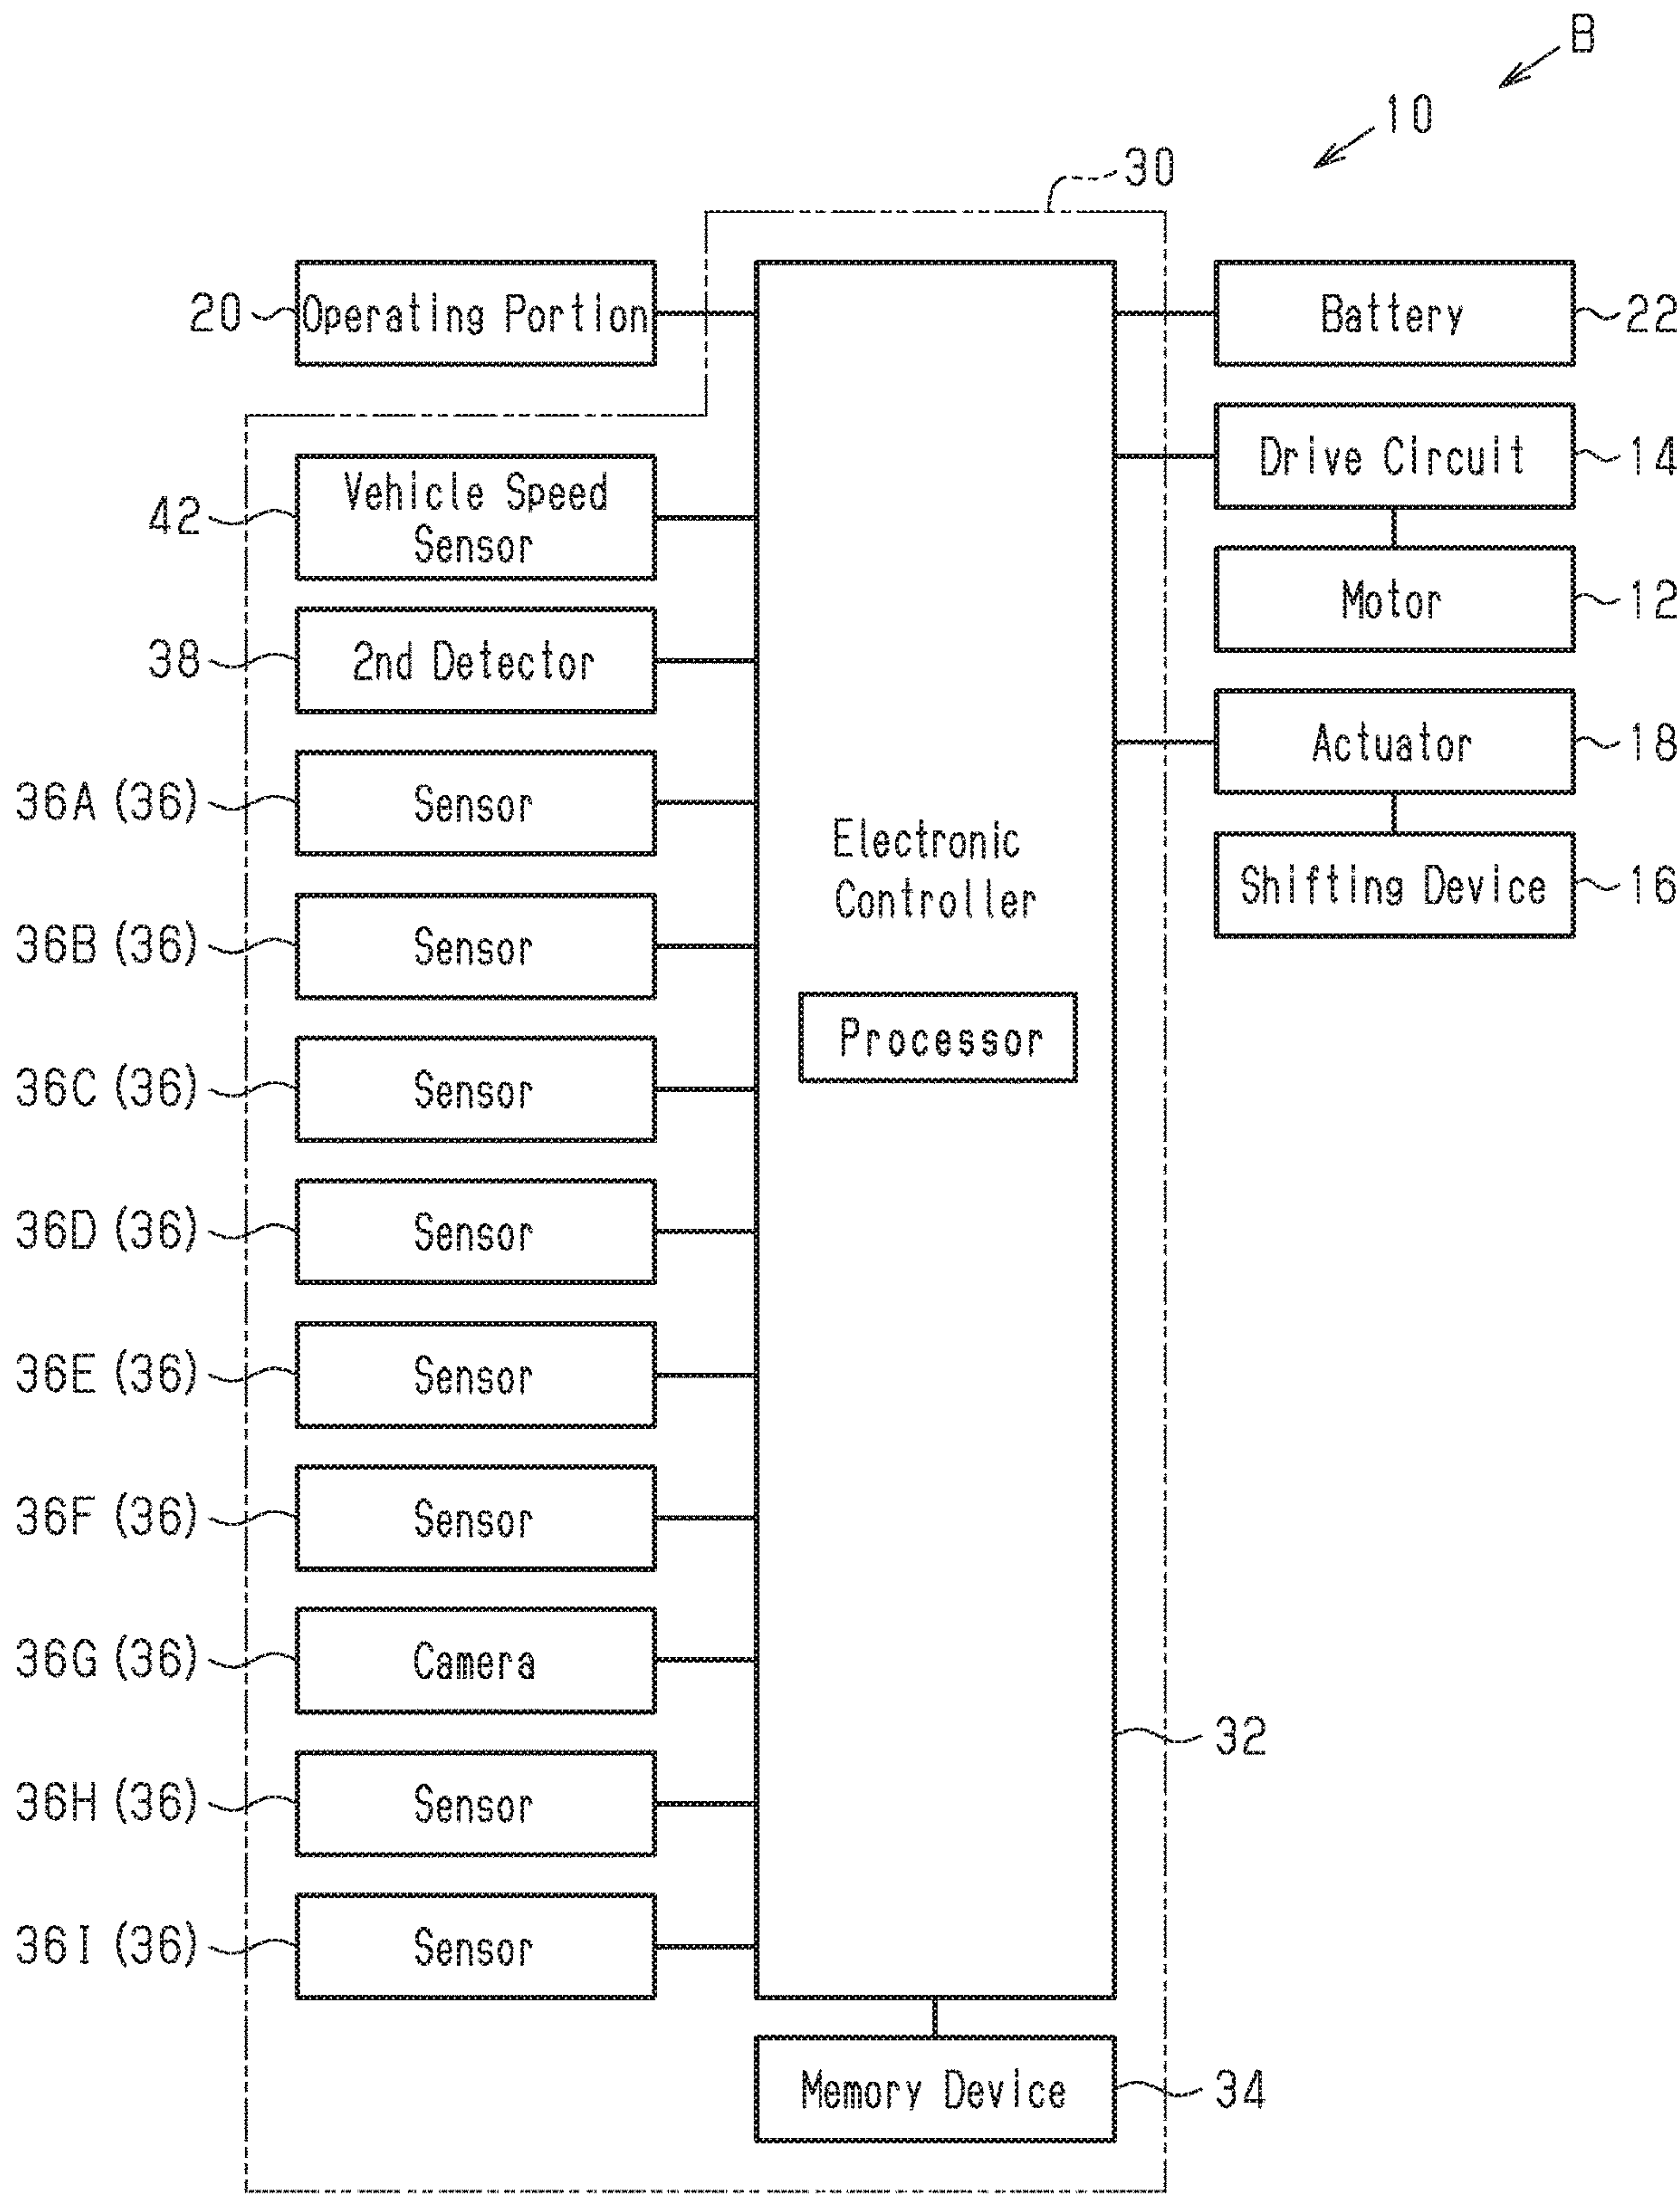 B
10
30
20 Operating Portion
Battery 22
Drive Circuit 14
42 Vehicle Speed
Sensor
Motor 12
38 2nd Detector
Actuator 18
36A (36) Sensor
Electronic
Controller
Shifting Device 16
36B (36) Sensor
Processor
36C (36) Sensor
36D (36) Sensor
36E (36) Sensor
36F (36) Sensor
36G (36) Camera
32
36H (36) Sensor
36I (36) Sensor
Memory Device 34